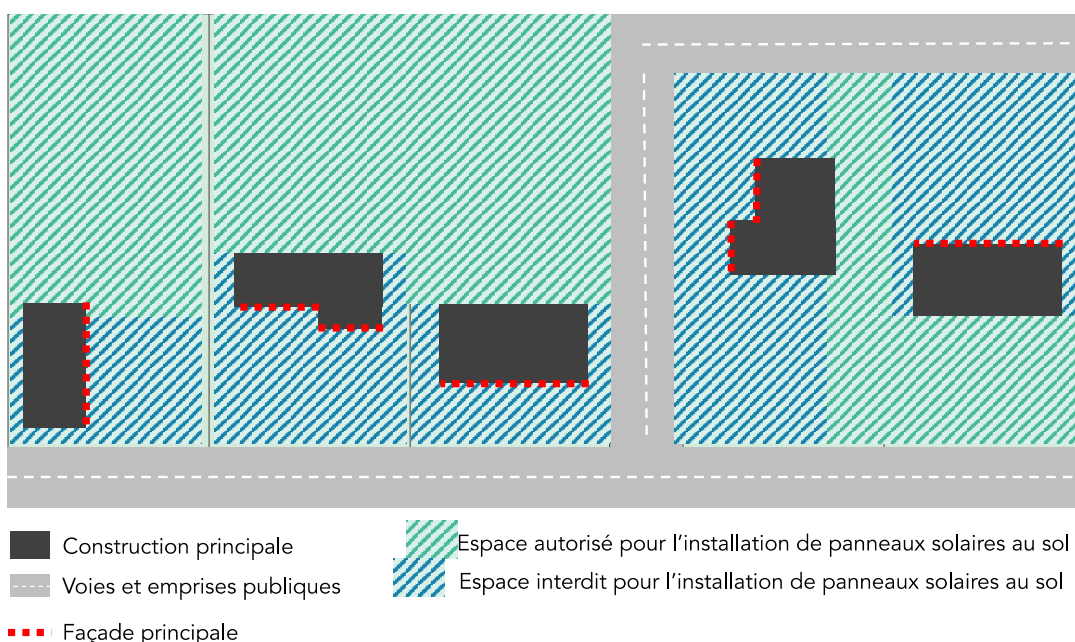 Construction principale
Voies et emprises publiques
Façade principale
Espace autorisé pour l'installation de panneaux solaires au sol
Espace interdit pour l'installation de panneaux solaires au sol